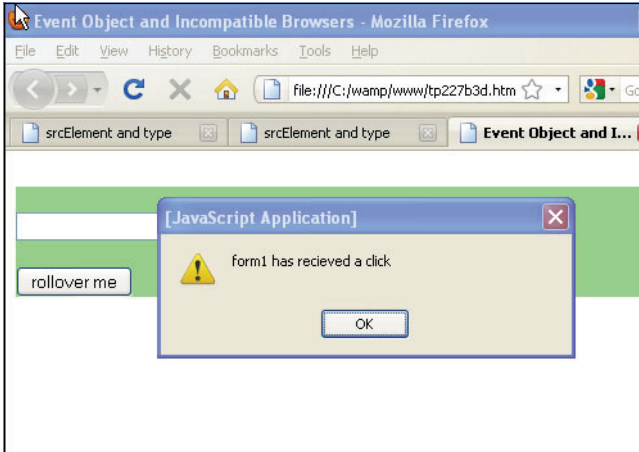 Event Object and Incompatible Browsers - Mozilla Firefox
File Edit View History Bookmarks Tools Help
file:///C:/wamp/www/tp227b3d.htm
srcElement and type srcElement and type Event Object and I...
[JavaScript Application]
form1 has recieved a click
rollover me
OK